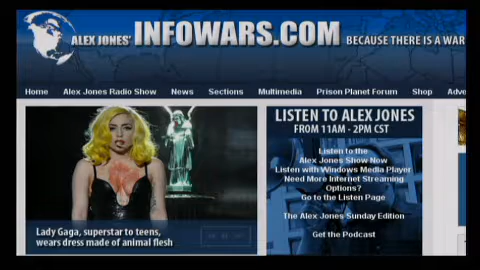 ALEX JONES' INFOWARS.COM BECAUSE THERE IS A WAR
Home Alex Jones Radio Show News Sections Multimedia Prison Planet Forum Shop Adve
LISTEN TO ALEX JONES
FROM 11AM - 2PM CST
Listen to the
Alex Jones Show Now
Listen with Windows Media Player
Need More Internet Streaming
Options?
Go to the Listen Page
The Alex Jones Sunday Edition
Get the Podcast
Lady Gaga, superstar to teens,
wears dress made of animal flesh